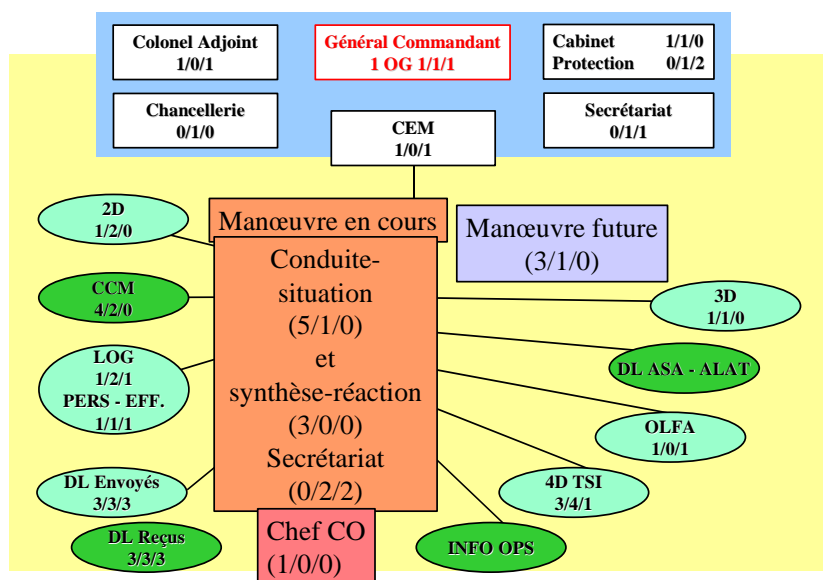 Colonel Adjoint
1/0/1
Général Commandant
1 OG 1/1/1
Cabinet 1/1/0
Protection 0/1/2
Chancellerie
0/1/0
CEM
1/0/1
Secrétariat
0/1/1
2D
1/2/0
CCM
4/2/0
LOG
1/2/1
PERS - EFF.
1/1/1
DL Envoyés
3/3/3
DL Reçus
3/3/3
Manœuvre en cours
Conduite-
situation
(5/1/0)
et
synthèse-réaction
(3/0/0)
Secrétariat
(0/2/2)
Chef CO
(1/0/0)
Manœuvre future
(3/1/0)
3D
1/1/0
DL ASA - ALAT
OLFA
1/0/1
4D TSI
3/4/1
INFO OPS